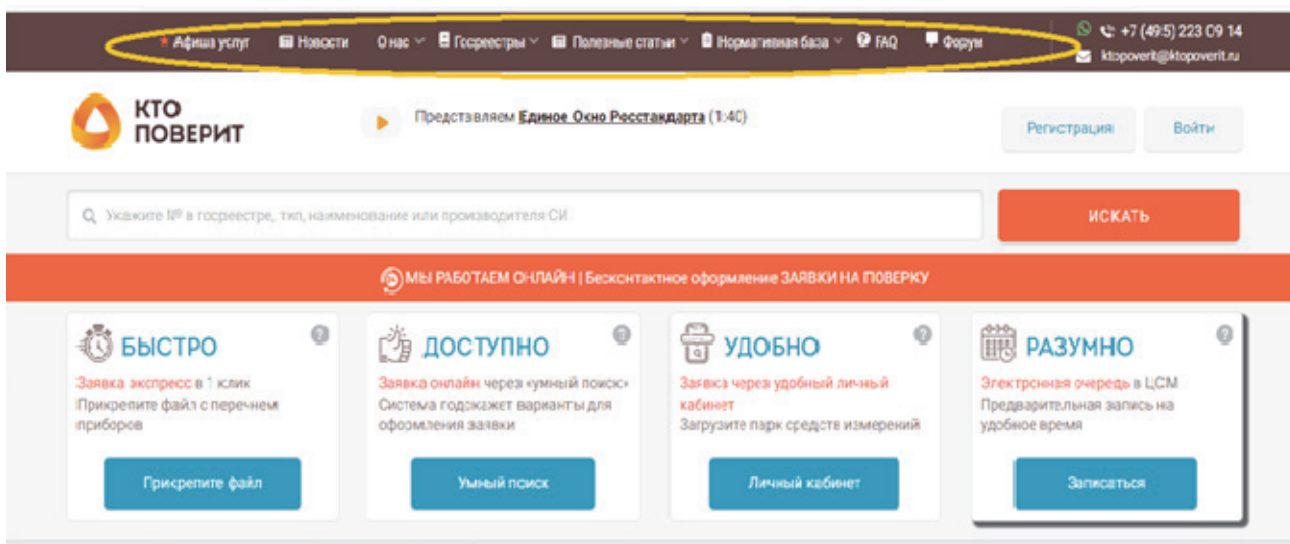 Афиша услуг Новости О нас Госреестры Полезные статьи Нормативная база FAQ Форум
+7 (495) 223 09 14
ktopoverit@ktopoverit.ru
КТО
ПОВЕРИТ
Представляем Единое Окно Росстандарта (1:40)
Регистрация Войти
Укажите № в госреестре, тип, наименование или производителя СИ
ИСКАТЬ
МЫ РАБОТАЕМ ОНЛАЙН | Бесконтактное оформление ЗАЯВКИ НА ПОВЕРКУ
БЫСТРО
Заявка экспресс в 1 клик
Прикрепите файл с перечнем
приборов
Прикрепите файл
ДОСТУПНО
Заявка онлайн через «умный поиск»
Система подскажет варианты для
оформления заявки
Умный поиск
УДОБНО
Заявка через удобный личный
кабинет
Загрузите парк средств измерений
Личный кабинет
РАЗУМНО
Электронная очередь в ЦСМ
Предварительная запись на
удобное время
Записаться